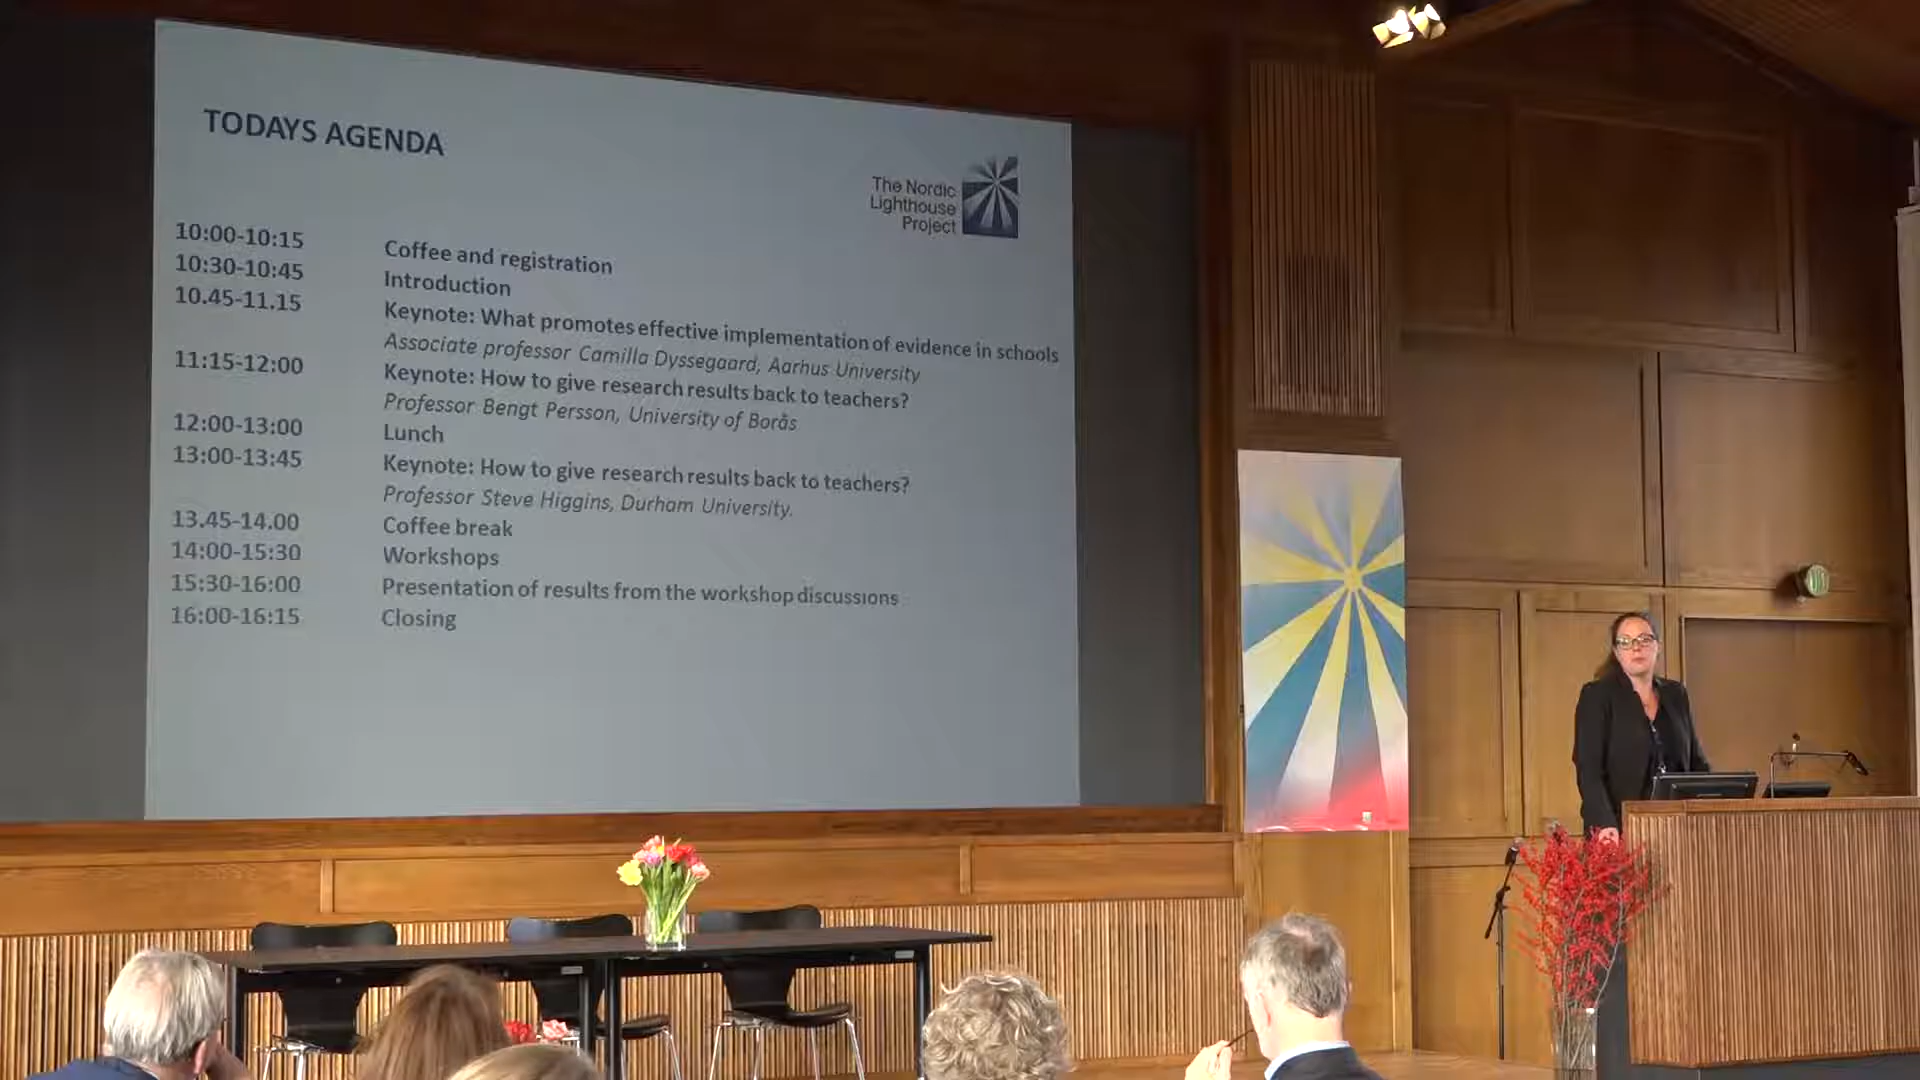 TODAYS AGENDA
The Nordic
Lighthouse
Project
10:00-10:15 Coffee and registration
10:30-10:45 Introduction
10.45-11.15 Keynote: What promotes effective implementation of evidence in schools
Associate professor Camilla Dyssegaard, Aarhus University
11:15-12:00 Keynote: How to give research results back to teachers?
Professor Bengt Persson, University of Borås
12:00-13:00 Lunch
13:00-13:45 Keynote: How to give research results back to teachers?
Professor Steve Higgins, Durham University.
13.45-14.00 Coffee break
14:00-15:30 Workshops
15:30-16:00 Presentation of results from the workshop discussions
16:00-16:15 Closing